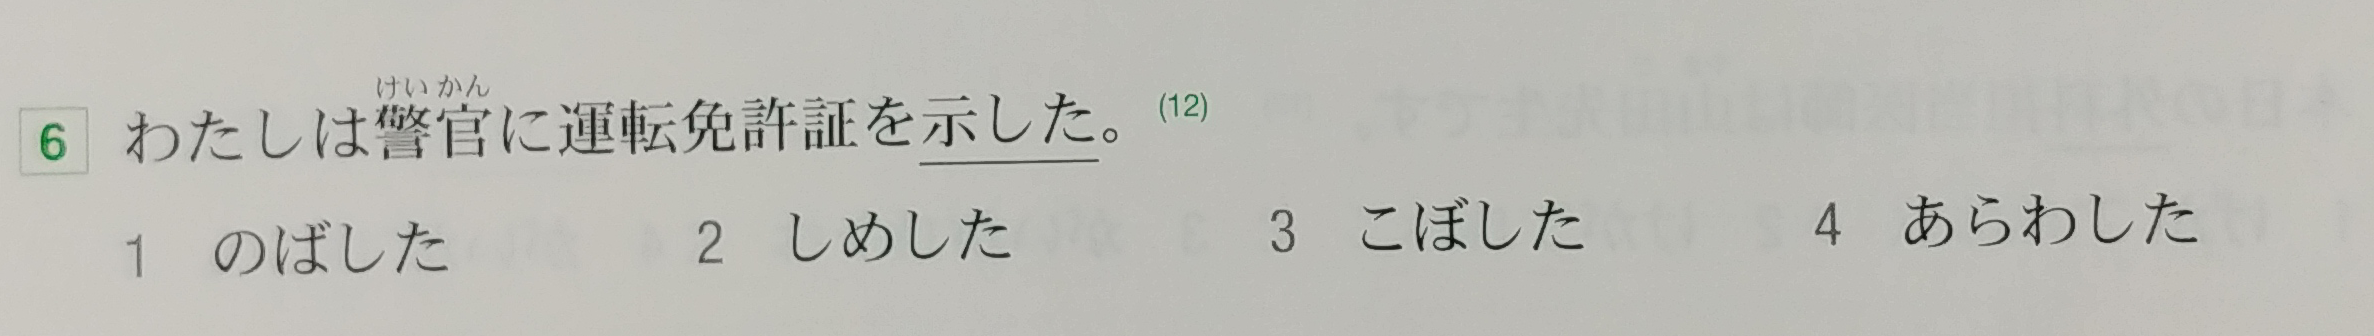 けいかん
6 わたしは警官に運転免許証を示した。(12)
1 のばした 2 しめした 3 こぼした 4 あらわした